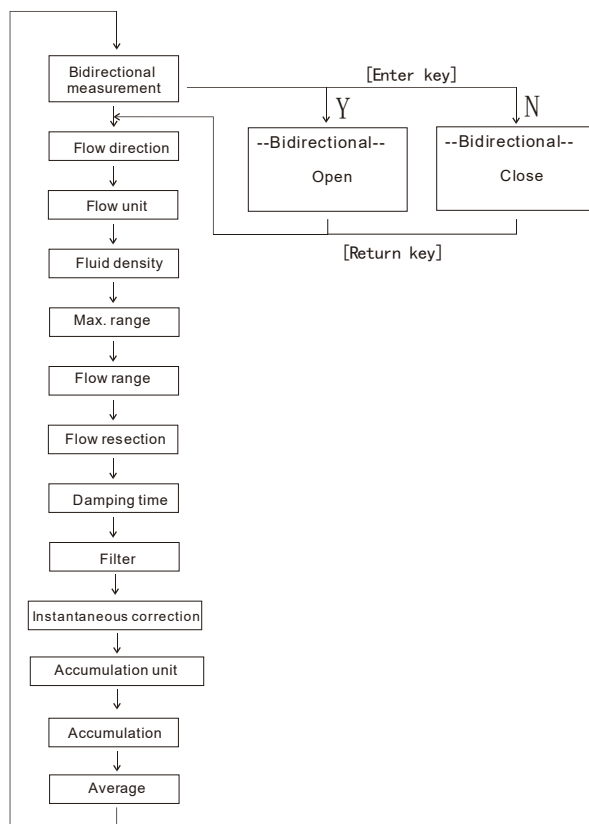 Bidirectional
measurement
[Enter key]
Y
N
--Bidirectional--
Open
--Bidirectional--
Close
[Return key]
Flow direction
Flow unit
Fluid density
Max. range
Flow range
Flow resection
Damping time
Filter
Instantaneous correction
Accumulation unit
Accumulation
Average